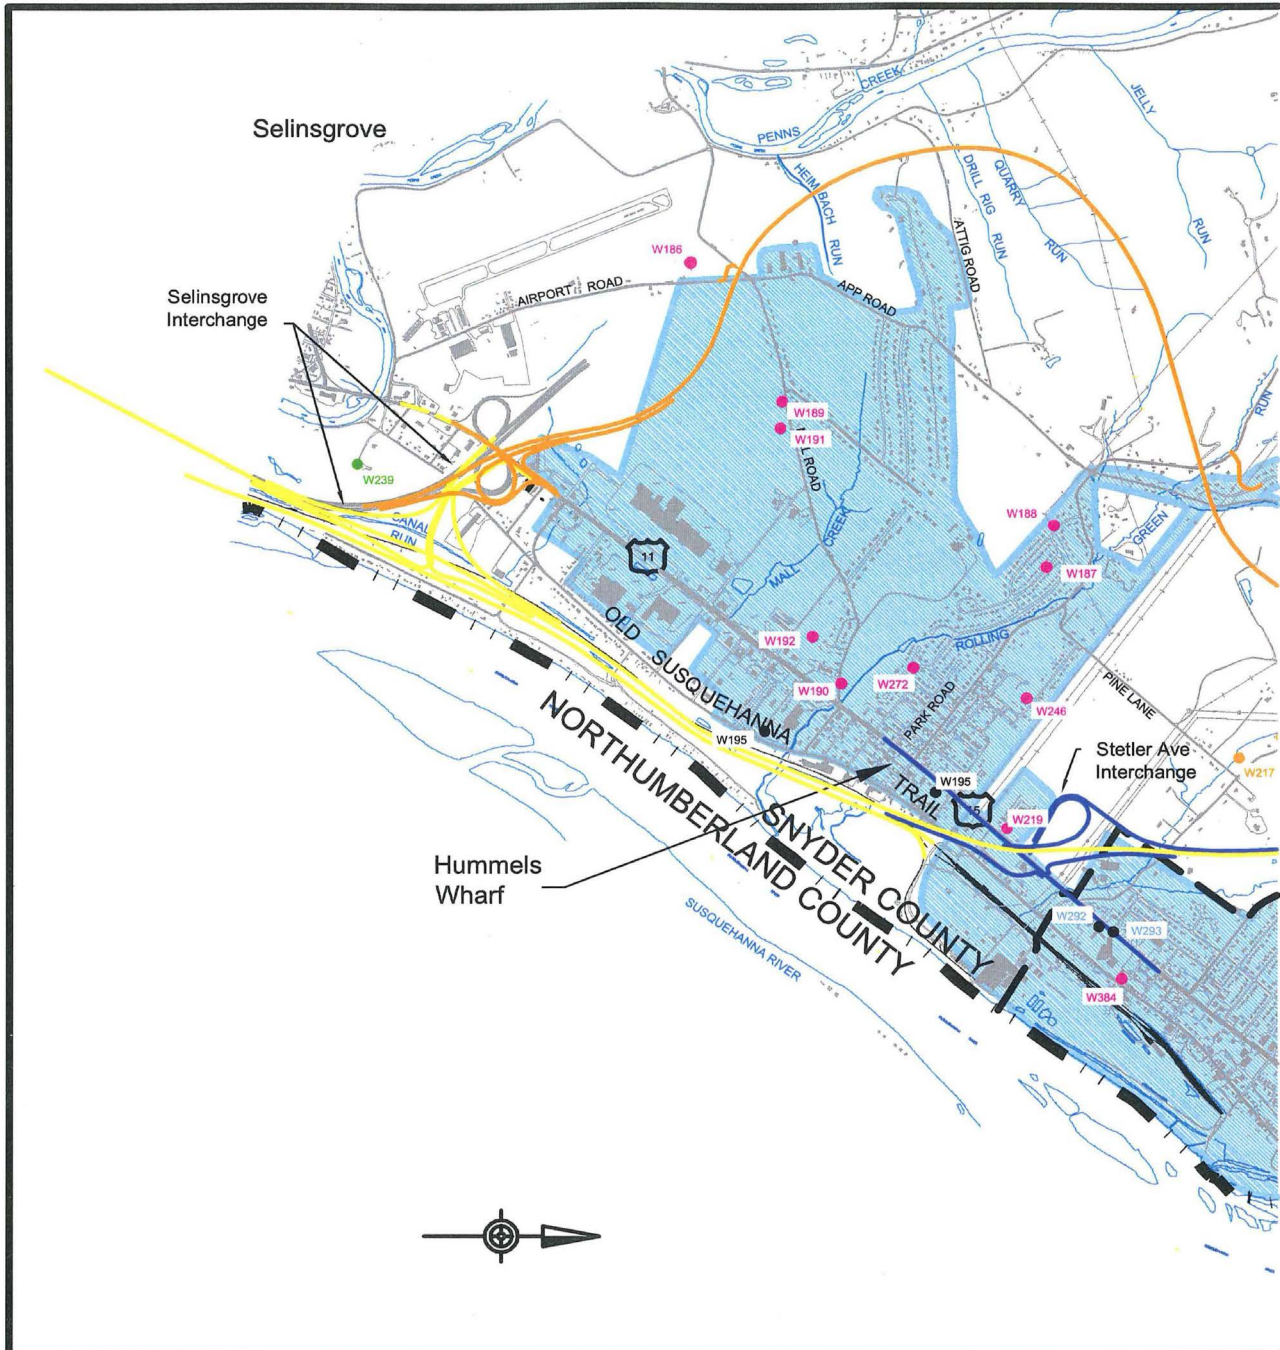 Selinsgrove
PENNS
CREEK
JELLY
RUN
HEIM BACH RUN
DRILL RIG RUN
QUARRY
RUN
ATTIG ROAD
W186
AIRPORT ROAD
APP ROAD
Selinsgrove
Interchange
W189
W191
LL ROAD
RUN
W239
CANAL
RUN
11
MALL CREEK
W188
W187
GREEN
ROLLING
W192
W190
W272
PARK ROAD
W246
PINE LANE
OLD SUSQUEHANNA TRAIL
W195
W195
15
W219
Stetler Ave
Interchange
W217
NORTHUMBERLAND COUNTY
SNYDER COUNTY
Hummels
Wharf
SUSQUEHANNA RIVER
W292
W293
W384